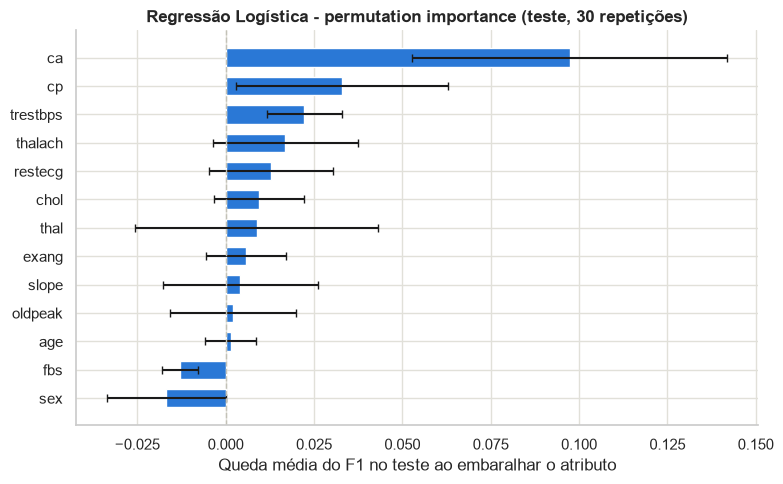 Regressão Logística - permutation importance (teste, 30 repetições)
ca
cp
trestbps
thalach
restecg
chol
thal
exang
slope
oldpeak
age
fbs
sex
−0.025 0.000 0.025 0.050 0.075 0.100 0.125 0.150
Queda média do F1 no teste ao embaralhar o atributo